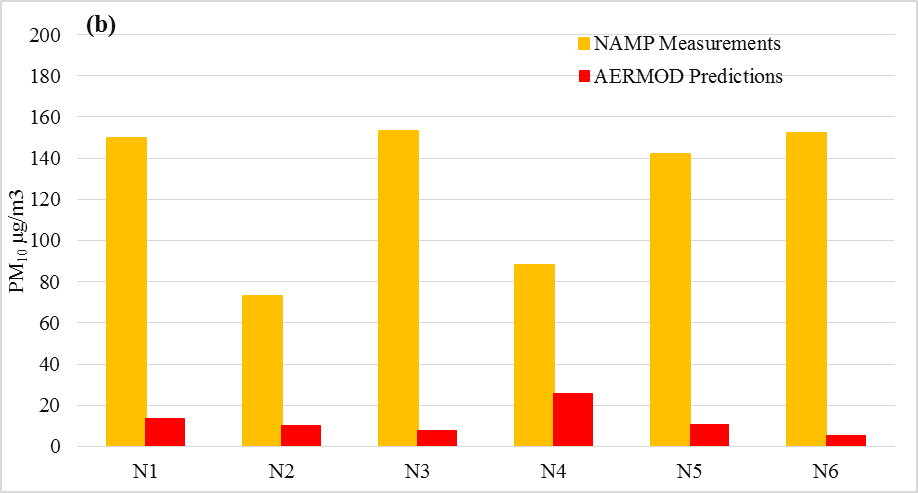 (b)
200
180
160
140
120
100
80
60
40
20
0
PM10 µg/m3
NAMP Measurements
AERMOD Predictions
N1 N2 N3 N4 N5 N6